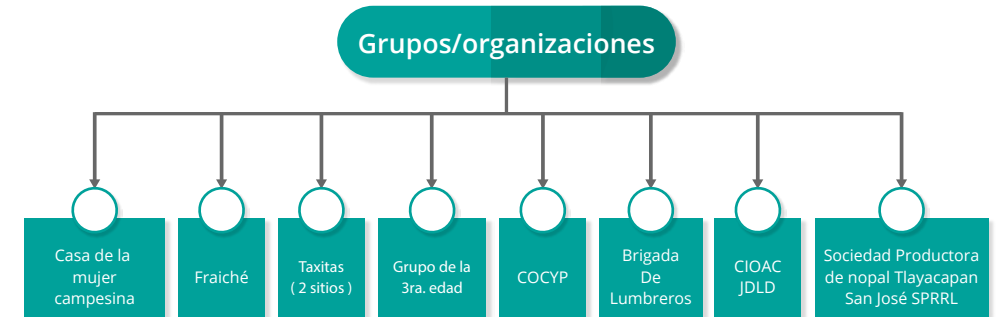 Grupos/organizaciones
Casa de la
mujer
campesina
Fraiché
Taxitas
( 2 sitios )
Grupo de la
3ra. edad
COCYP
Brigada
De
Lumbreros
CIOAC
JDLD
Sociedad Productora
de nopal Tlayacapan
San José SPRRL